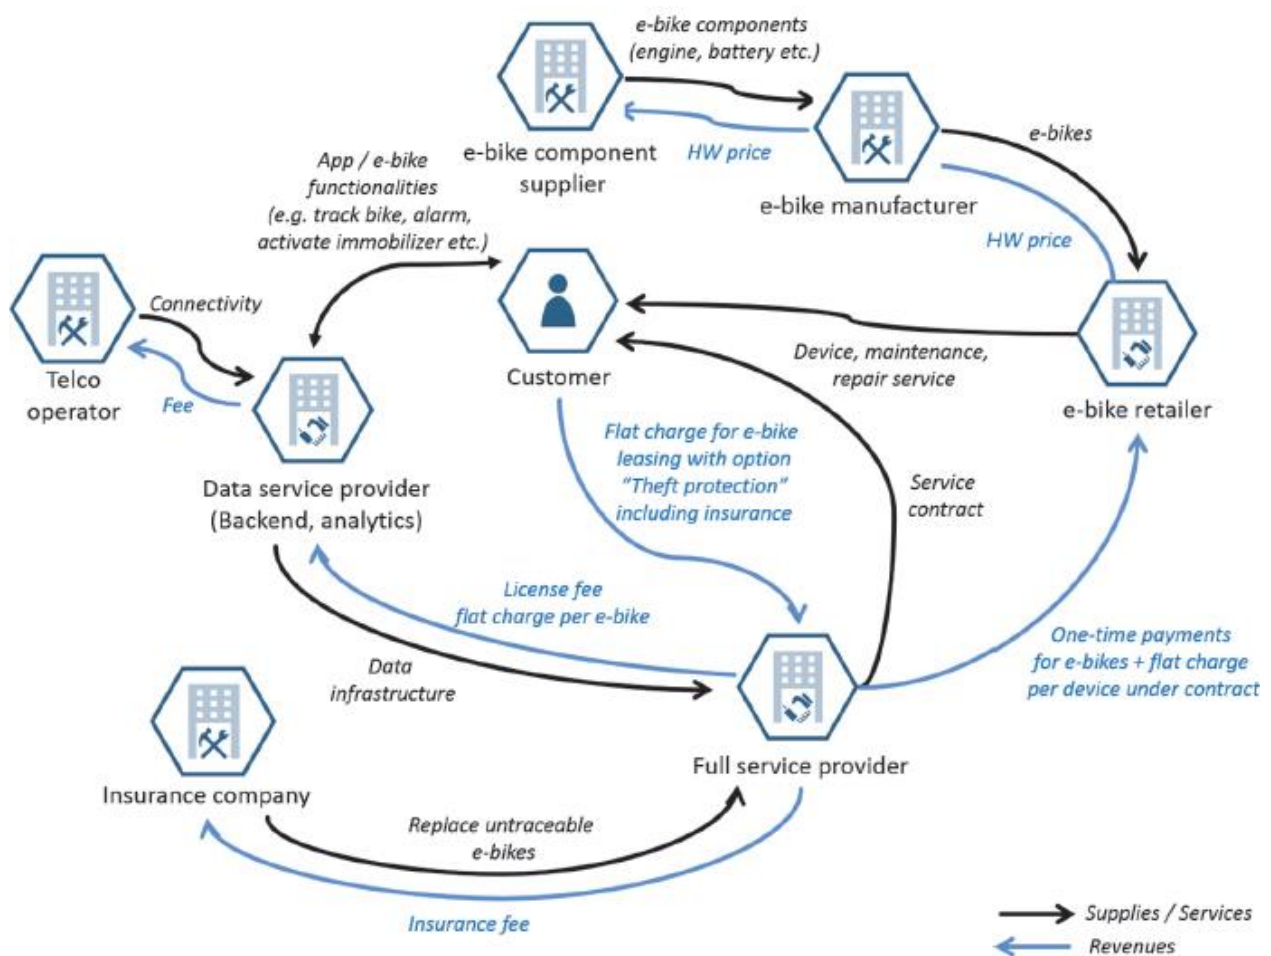 e-bike components
(engine, battery etc.)
HW price
e-bike component
supplier
e-bike manufacturer
e-bikes
HW price
App / e-bike
functionalities
(e.g. track bike, alarm,
activate immobilizer etc.)
Connectivity
Telco
operator
Fee
Customer
Device, maintenance,
repair service
e-bike retailer
Data service provider
(Backend, analytics)
Flat charge for e-bike
leasing with option
“Theft protection”
including insurance
Service
contract
License fee
flat charge per e-bike
Data
infrastructure
One-time payments
for e-bikes + flat charge
per device under contract
Full service provider
Insurance company
Replace untraceable
e-bikes
Insurance fee
Supplies / Services
Revenues